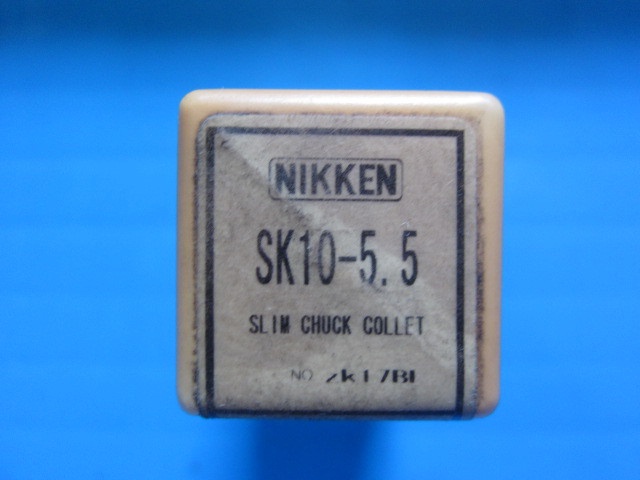 NIKKEN
SK10-5.5
SLIM CHUCK COLLET
NO